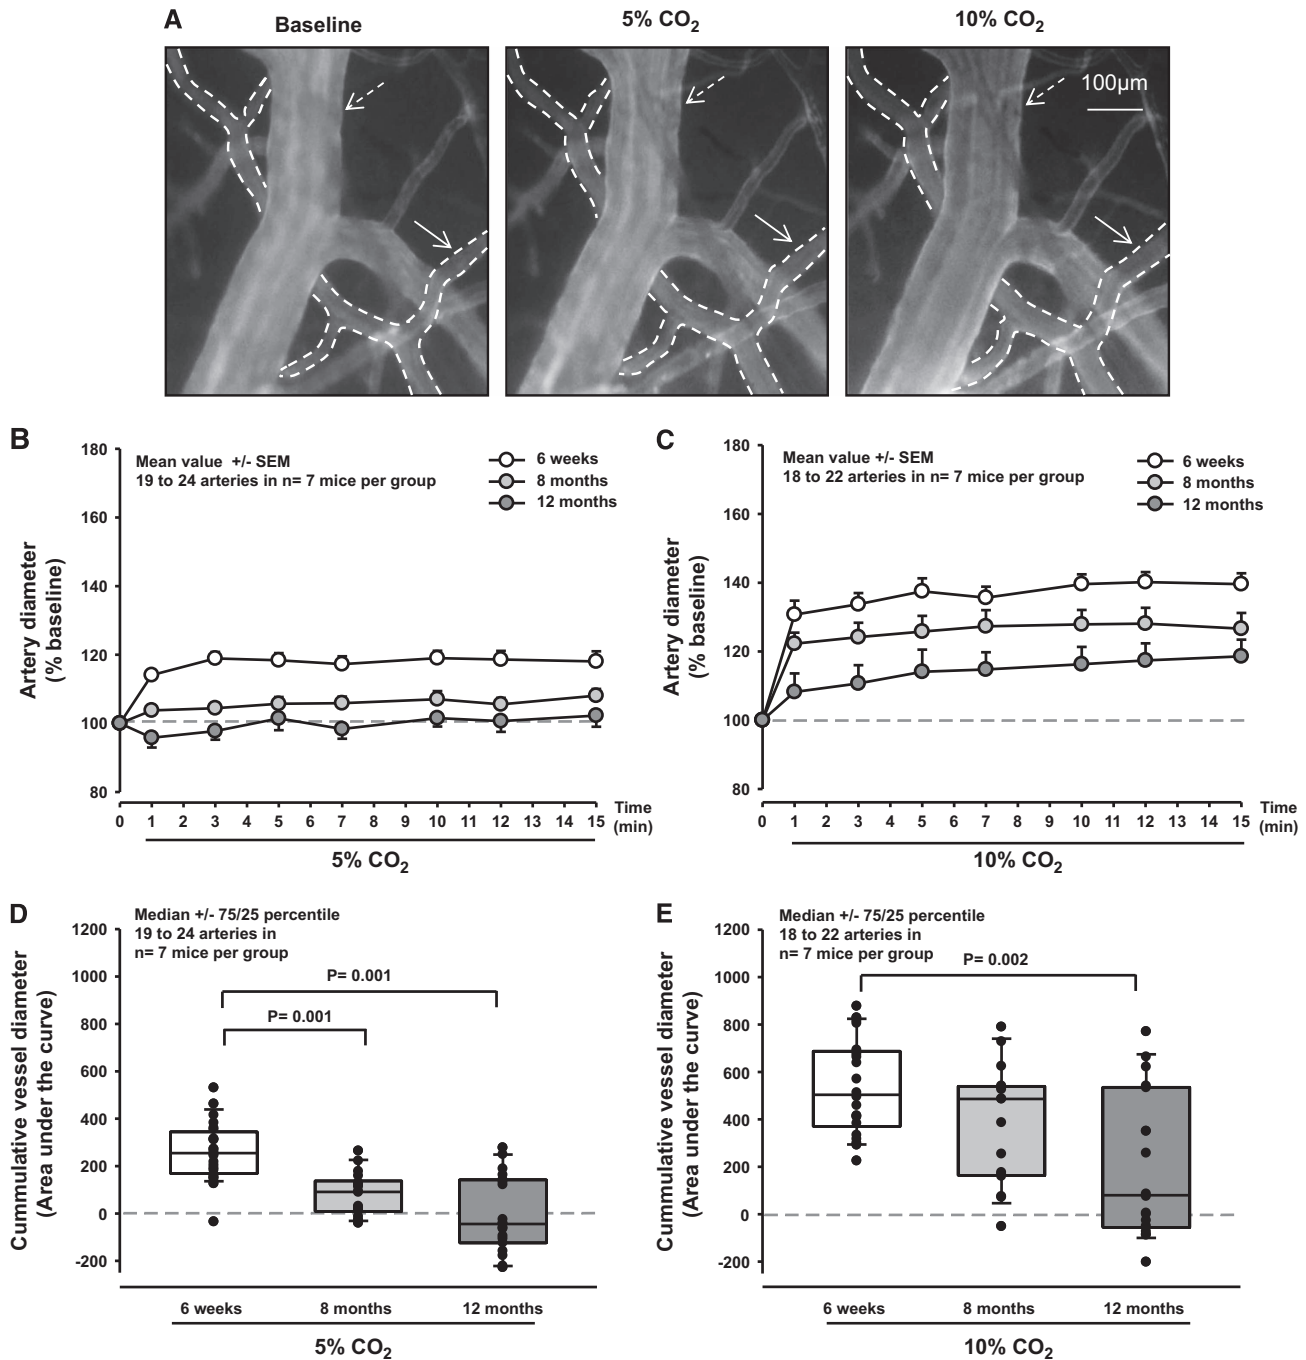 A
Baseline
5% CO2
10% CO2
100µm
B
180
160
140
120
100
80
Artery diameter
(% baseline)
Mean value +/- SEM
19 to 24 arteries in n= 7 mice per group
6 weeks
8 months
12 months
0 1 2 3 4 5 6 7 8 9 10 11 12 13 14 15
Time
(min)
5% CO2
C
180
160
140
120
100
80
Artery diameter
(% baseline)
Mean value +/- SEM
18 to 22 arteries in n= 7 mice per group
6 weeks
8 months
12 months
0 1 2 3 4 5 6 7 8 9 10 11 12 13 14 15
Time
(min)
10% CO2
D
1200
1000
800
600
400
200
0
-200
Cummulative vessel diameter
(Area under the curve)
Median +/- 75/25 percentile
19 to 24 arteries in
n= 7 mice per group
P= 0.001
P= 0.001
6 weeks
8 months
12 months
5% CO2
E
1200
1000
800
600
400
200
0
-200
Cummulative vessel diameter
(Area under the curve)
Median +/- 75/25 percentile
18 to 22 arteries in
n= 7 mice per group
P= 0.002
6 weeks
8 months
12 months
10% CO2